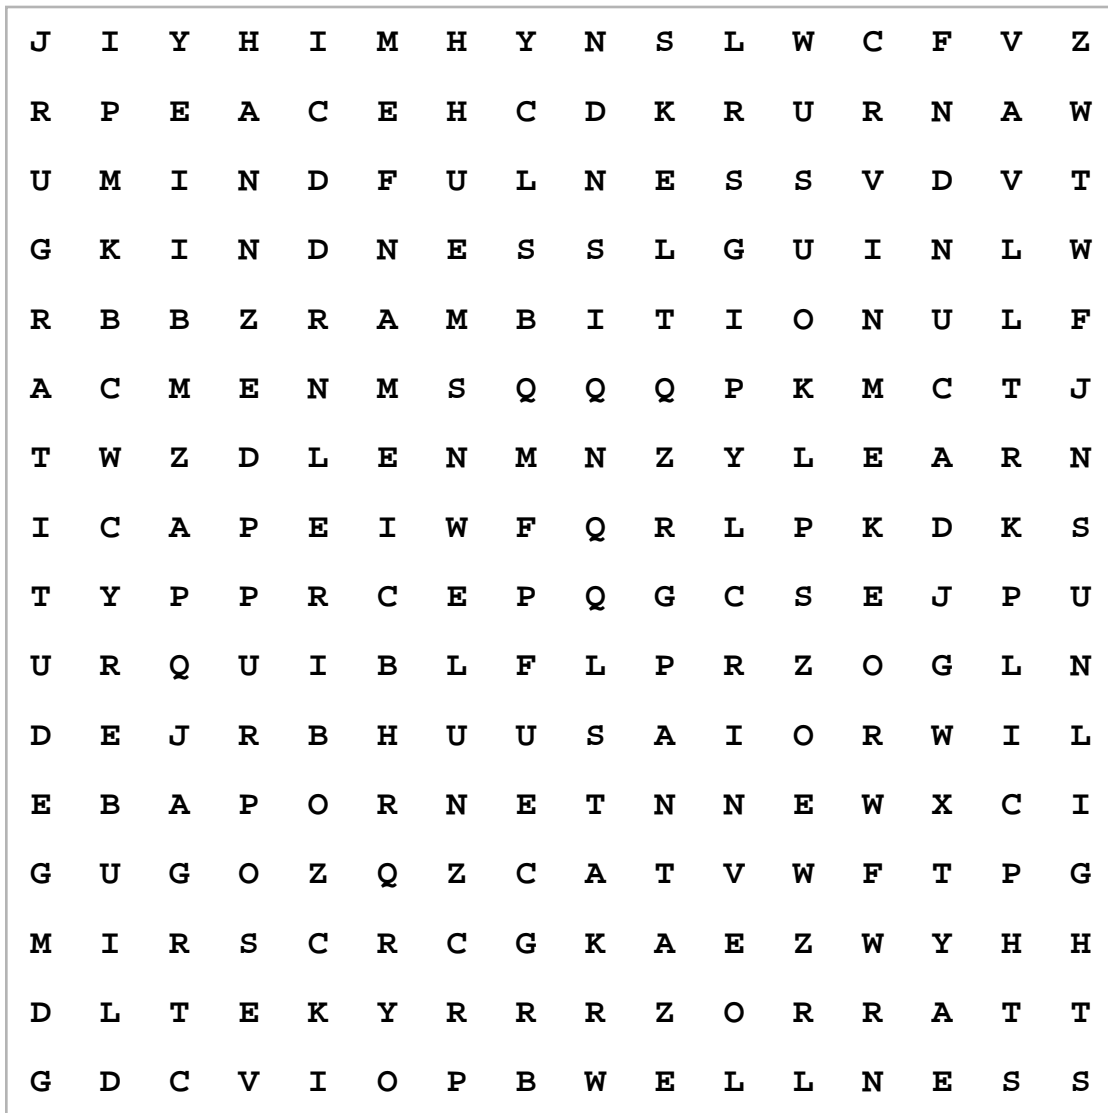 J I Y H I M H Y N S L W C F V Z
R P E A C E H C D K R U R N A W
U M I N D F U L N E S S V D V T
G K I N D N E S S L G U I N L W
R B B Z R A M B I T I O N U L F
A C M E N M S Q Q Q P K M C T J
T W Z D L E N M N Z Y L E A R N
I C A P E I W F Q R L P K D K S
T Y P P R C E P Q G C S E J P U
U R Q U I B L F L P R Z O G L N
D E J R B H U U S A I O R W I L
E B A P O R N E T N N E W X C I
G U G O Z Q Z C A T V W F T P G
M I R S C R C G K A E Z W Y H H
D L T E K Y R R R Z O R R A T T
G D C V I O P B W E L L N E S S